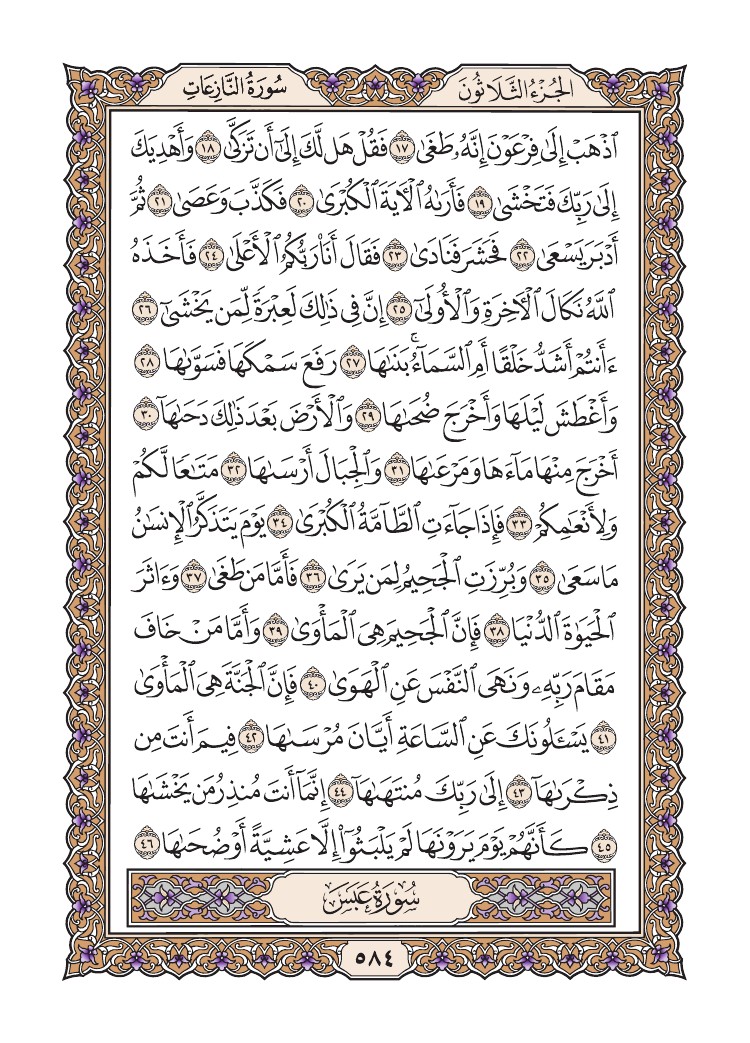 الجُزْءُ الثَّلَاثُونَ
سُورَةُ النَّازِعَاتِ
ٱذْهَبْ إِلَىٰ فِرْعَوْنَ إِنَّهُۥ طَغَىٰ ١٧ فَقُلْ هَل لَّكَ إِلَىٰٓ أَن تَزَكَّىٰ ١٨ وَأَهْدِيَكَ
إِلَىٰ رَبِّكَ فَتَخْشَىٰ ١٩ فَأَرَىٰهُ ٱلْـَٔايَةَ ٱلْكُبْرَىٰ ٢٠ فَكَذَّبَ وَعَصَىٰ ٢١ ثُمَّ
أَدْبَرَ يَسْعَىٰ ٢٢ فَحَشَرَ فَنَادَىٰ ٢٣ فَقَالَ أَنَا۠ رَبُّكُمُ ٱلْأَعْلَىٰ ٢٤ فَأَخَذَهُ
ٱللَّهُ نَكَالَ ٱلْـَٔاخِرَةِ وَٱلْأُولَىٰٓ ٢٥ إِنَّ فِى ذَٰلِكَ لَعِبْرَةً لِّمَن يَخْشَىٰٓ ٢٦
ءَأَنتُمْ أَشَدُّ خَلْقًا أَمِ ٱلسَّمَآءُ ۚ بَنَىٰهَا ٢٧ رَفَعَ سَمْكَهَا فَسَوَّىٰهَا ٢٨
وَأَغْطَشَ لَيْلَهَا وَأَخْرَجَ ضُحَىٰهَا ٢٩ وَٱلْأَرْضَ بَعْدَ ذَٰلِكَ دَحَىٰهَآ ٣٠
أَخْرَجَ مِنْهَا مَآءَهَا وَمَرْعَىٰهَا ٣١ وَٱلْجِبَالَ أَرْسَىٰهَا ٣٢ مَتَـٰعًا لَّكُمْ
وَلِأَنْعَـٰمِكُمْ ٣٣ فَإِذَا جَآءَتِ ٱلطَّآمَّةُ ٱلْكُبْرَىٰ ٣٤ يَوْمَ يَتَذَكَّرُ ٱلْإِنسَـٰنُ
مَا سَعَىٰ ٣٥ وَبُرِّزَتِ ٱلْجَحِيمُ لِمَن يَرَىٰ ٣٦ فَأَمَّا مَن طَغَىٰ ٣٧ وَءَاثَرَ
ٱلْحَيَوٰةَ ٱلدُّنْيَا ٣٨ فَإِنَّ ٱلْجَحِيمَ هِىَ ٱلْمَأْوَىٰ ٣٩ وَأَمَّا مَنْ خَافَ
مَقَامَ رَبِّهِۦ وَنَهَى ٱلنَّفْسَ عَنِ ٱلْهَوَىٰ ٤٠ فَإِنَّ ٱلْجَنَّةَ هِىَ ٱلْمَأْوَىٰ
٤١ يَسْـَٔلُونَكَ عَنِ ٱلسَّاعَةِ أَيَّانَ مُرْسَىٰهَا ٤٢ فِيمَ أَنتَ مِن
ذِكْرَىٰهَآ ٤٣ إِلَىٰ رَبِّكَ مُنتَهَىٰهَآ ٤٤ إِنَّمَآ أَنتَ مُنذِرُ مَن يَخْشَىٰهَا
٤٥ كَأَنَّهُمْ يَوْمَ يَرَوْنَهَا لَمْ يَلْبَثُوٓا۟ إِلَّا عَشِيَّةً أَوْ ضُحَىٰهَا ٤٦
سُورَةُ عَبَسَ
٥٨٤